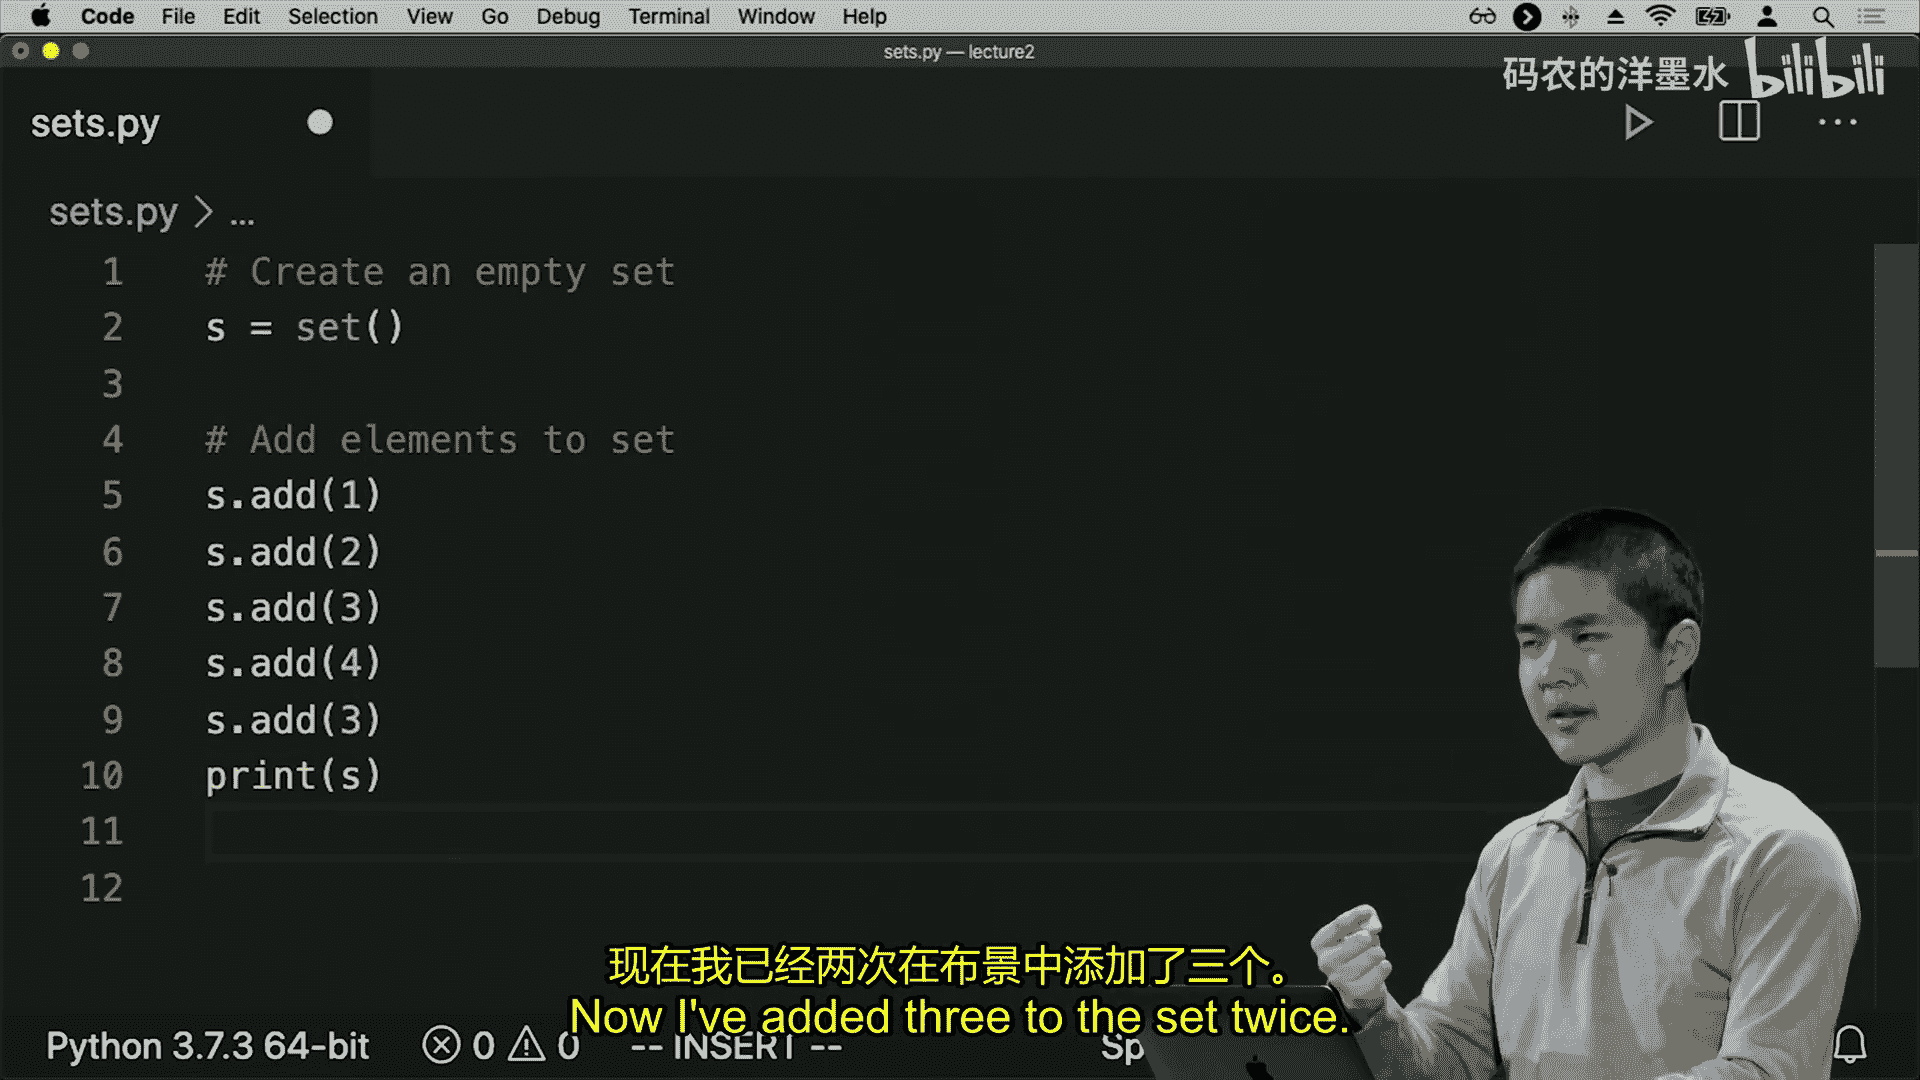 Code File Edit Selection View Go Debug Terminal Window Help
sets.py — lecture2
码农的洋墨水 bilibili
sets.py
sets.py > ...
1 # Create an empty set
2 s = set()
3
4 # Add elements to set
5 s.add(1)
6 s.add(2)
7 s.add(3)
8 s.add(4)
9 s.add(3)
10 print(s)
11
12
现在我已经两次在布景中添加了三个。
Now I've added three to the set twice.
Python 3.7.3 64-bit 0 0 -- INSERT -- Sp